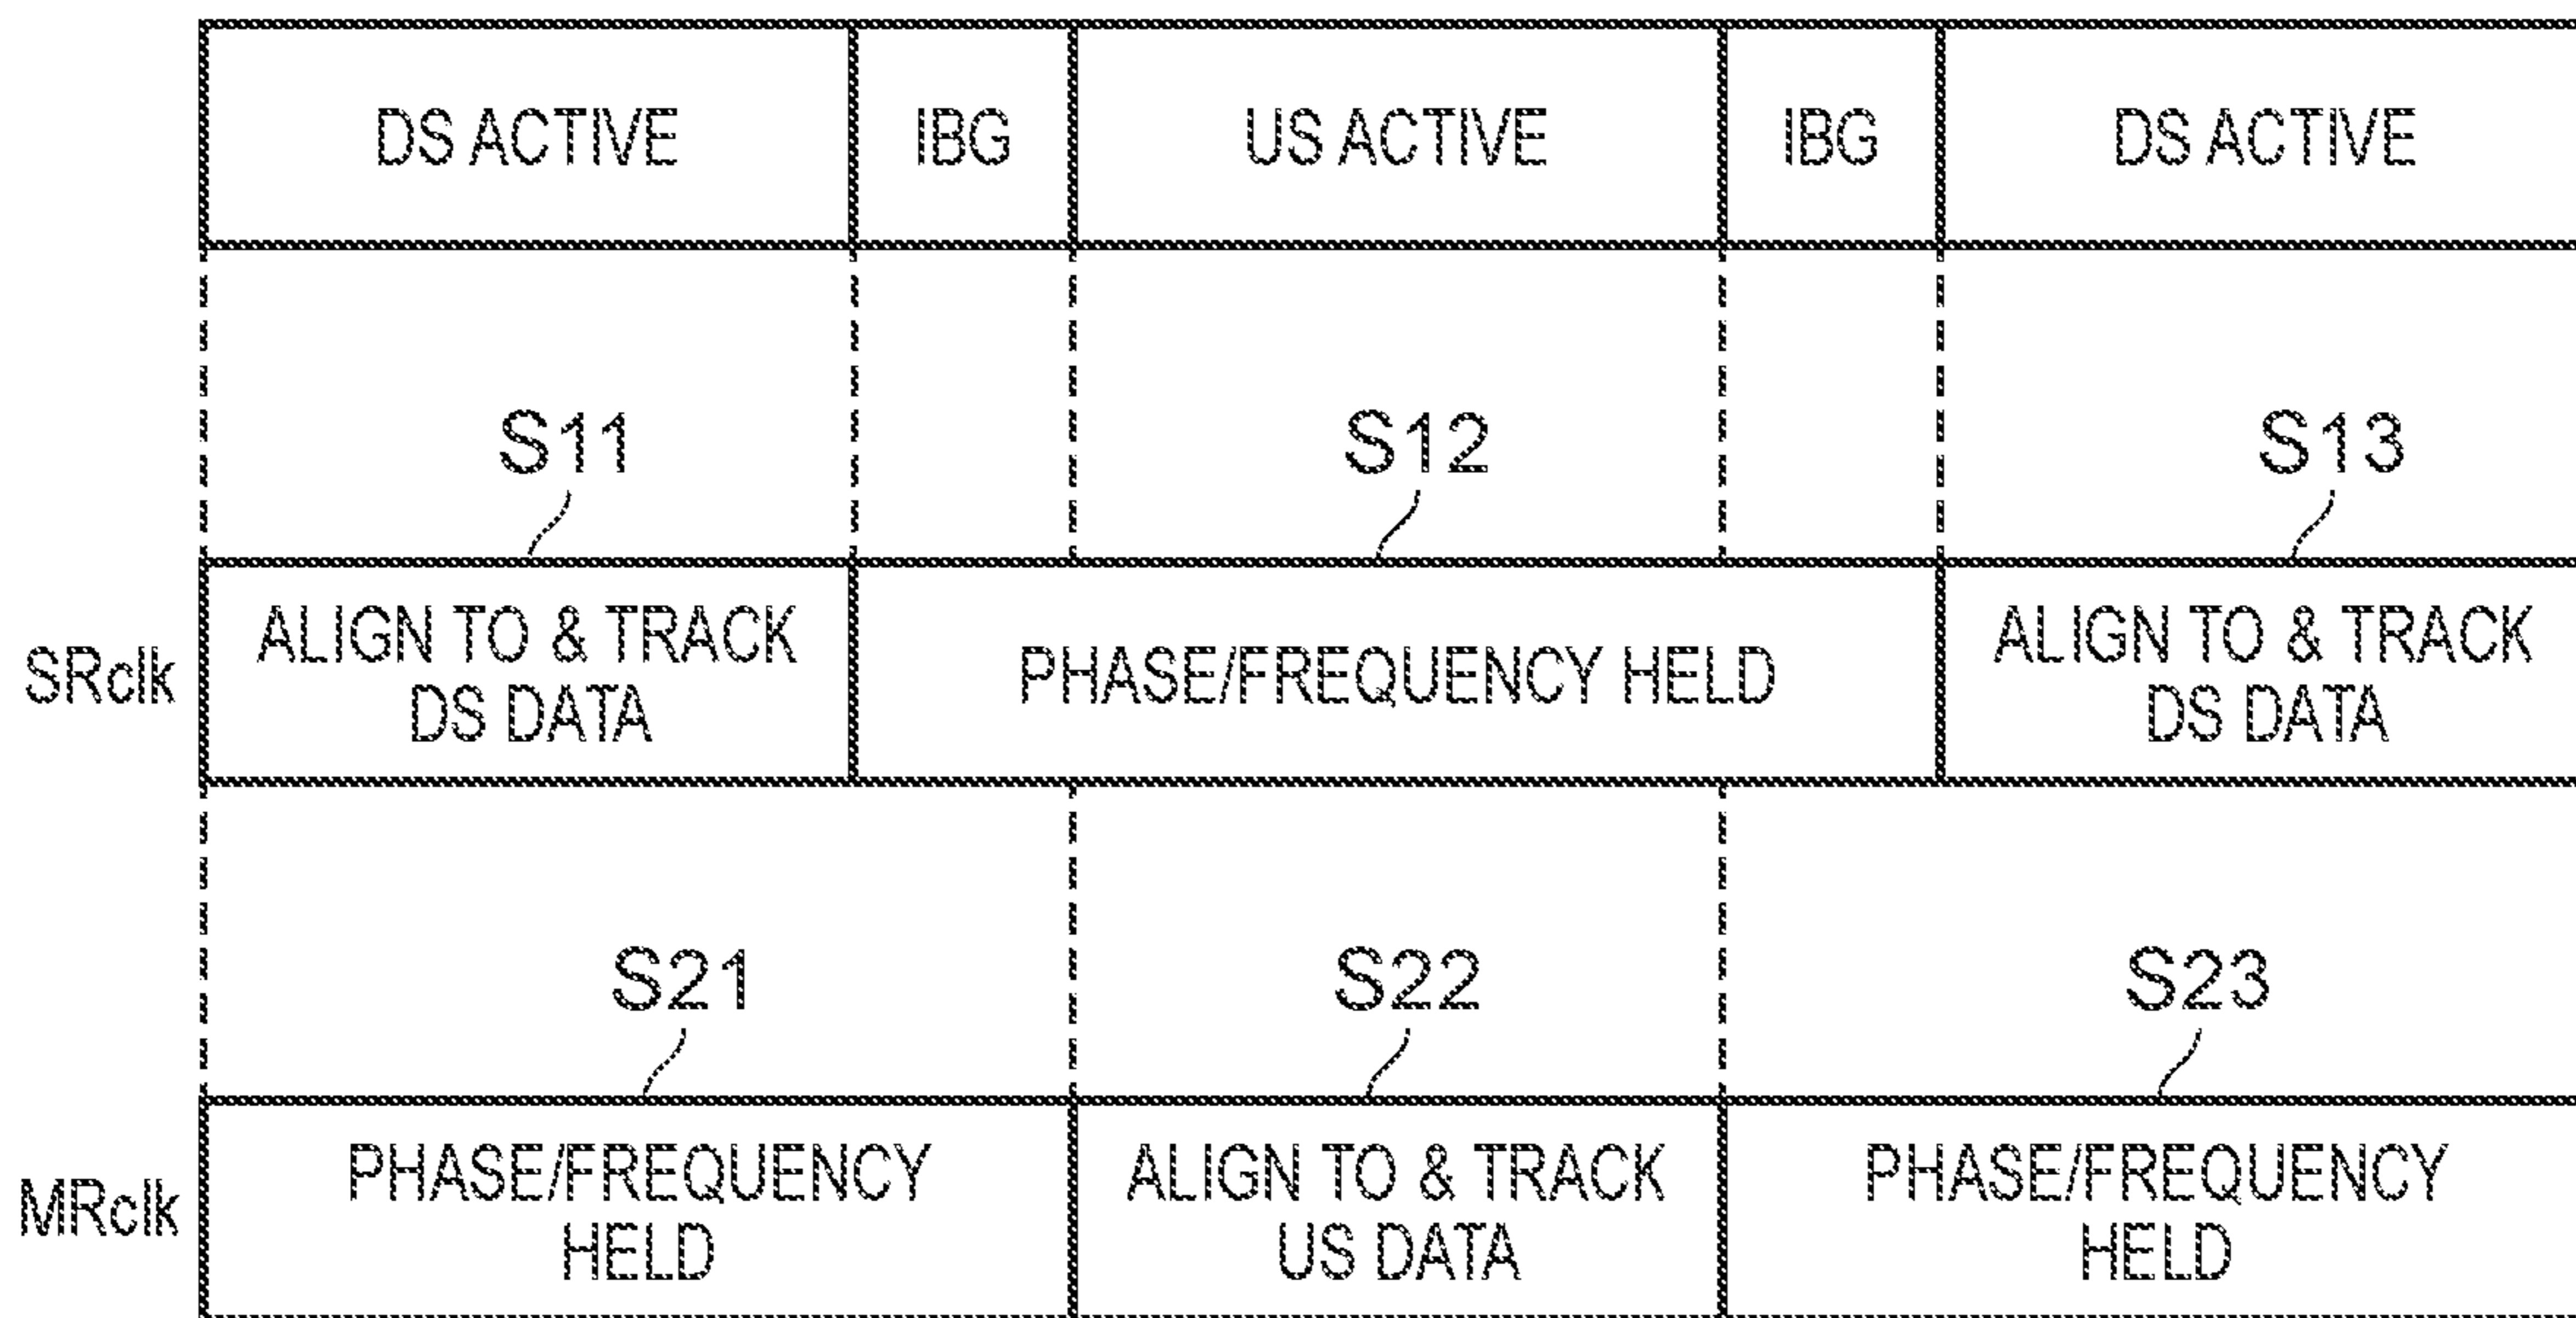 DS ACTIVE
IBG
US ACTIVE
IBG
DS ACTIVE
S11
S12
S13
SRclk
ALIGN TO & TRACK
DS DATA
PHASE/FREQUENCY HELD
ALIGN TO & TRACK
DS DATA
S21
S22
S23
MRclk
PHASE/FREQUENCY
HELD
ALIGN TO & TRACK
US DATA
PHASE/FREQUENCY
HELD